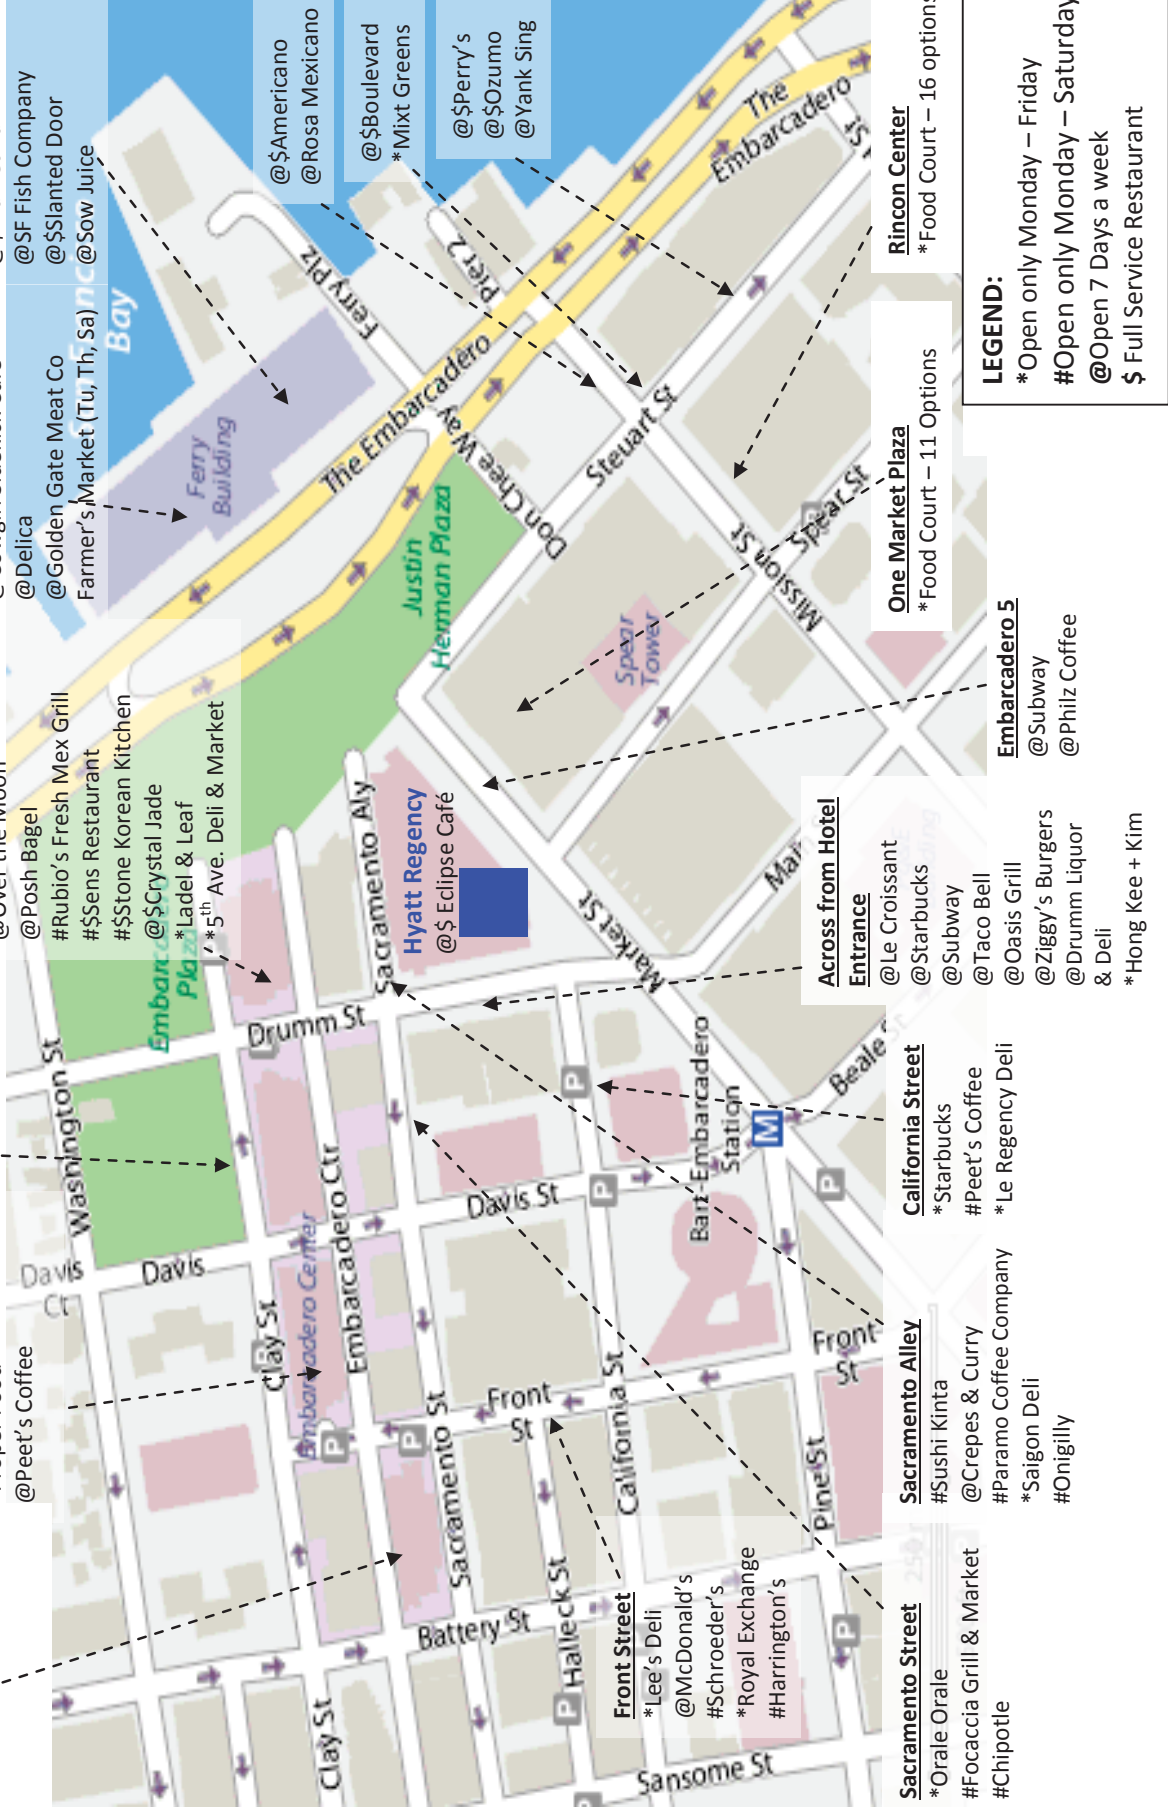 @Peet's Coffee
@Posh Bagel
#Rubio's Fresh Mex Grill
#$Sens Restaurant
#$Stone Korean Kitchen
@$Crystal Jade
*Ladel & Leaf
*5th Ave. Deli & Market
@Delica
@Golden Gate Meat Co
Farmer's Market (Tu, Th, Sa)
@SF Fish Company
@$Slanted Door
@Sow Juice
@$Americano
@Rosa Mexicano
@$Boulevard
*Mixt Greens
@$Perry's
@$Ozumo
@Yank Sing
San Francisco
Bay
Ferry
Building
Ferry Plz
Pier 2
The Embarcadero
The
Embarcadero
Justin
Herman Plaza
Don Chee Way
Steuart St
Embarcadero
Plaza
Washington St
Davis
Ct
Davis
Drumm St
Sacramento Aly
Hyatt Regency
@$ Eclipse Café
Spear
Tower
Spear St
Mission St
Clay St
Clay St
Embarcadero Center
Embarcadero Ctr
Sacramento St
Davis St
Market St
Main St
Beale St
Bart-Embarcadero
Station
M
Front
St
Front
St
California St
Pine St
Halleck St
Battery St
Sansome St
P
P
P
P
P
P
P
P
Front Street
*Lee's Deli
@McDonald's
#Schroeder's
*Royal Exchange
#Harrington's
Sacramento Street
*Orale Orale
#Focaccia Grill & Market
#Chipotle
Sacramento Alley
#Sushi Kinta
@Crepes & Curry
#Paramo Coffee Company
*Saigon Deli
#Onigilly
California Street
*Starbucks
#Peet's Coffee
*Le Regency Deli
Across from Hotel
Entrance
@Le Croissant
@Starbucks
@Subway
@Taco Bell
@Oasis Grill
@Ziggy's Burgers
@Drumm Liquor
& Deli
*Hong Kee + Kim
Embarcadero 5
@Subway
@Philz Coffee
One Market Plaza
*Food Court – 11 Options
Rincon Center
*Food Court – 16 options
LEGEND:
*Open only Monday – Friday
#Open only Monday – Saturday
@Open 7 Days a week
$ Full Service Restaurant